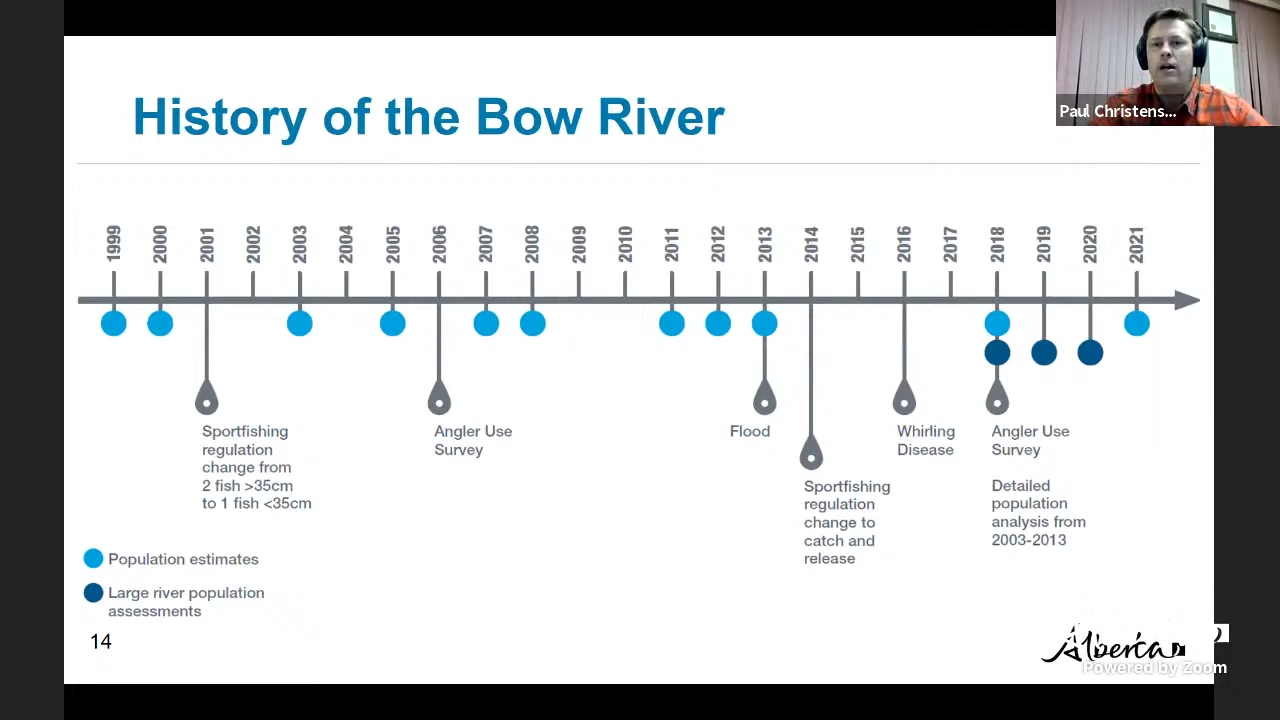 Paul Christens...
History of the Bow River
1999
2000
2001
2002
2003
2004
2005
2006
2007
2008
2009
2010
2011
2012
2013
2014
2015
2016
2017
2018
2019
2020
2021
Sportfishing
regulation
change from
2 fish >35cm
to 1 fish <35cm
Angler Use
Survey
Flood
Sportfishing
regulation
change to
catch and
release
Whirling
Disease
Angler Use
Survey
Detailed
population
analysis from
2003-2013
Population estimates
Large river population
assessments
14
Alberta
Powered by Zoom